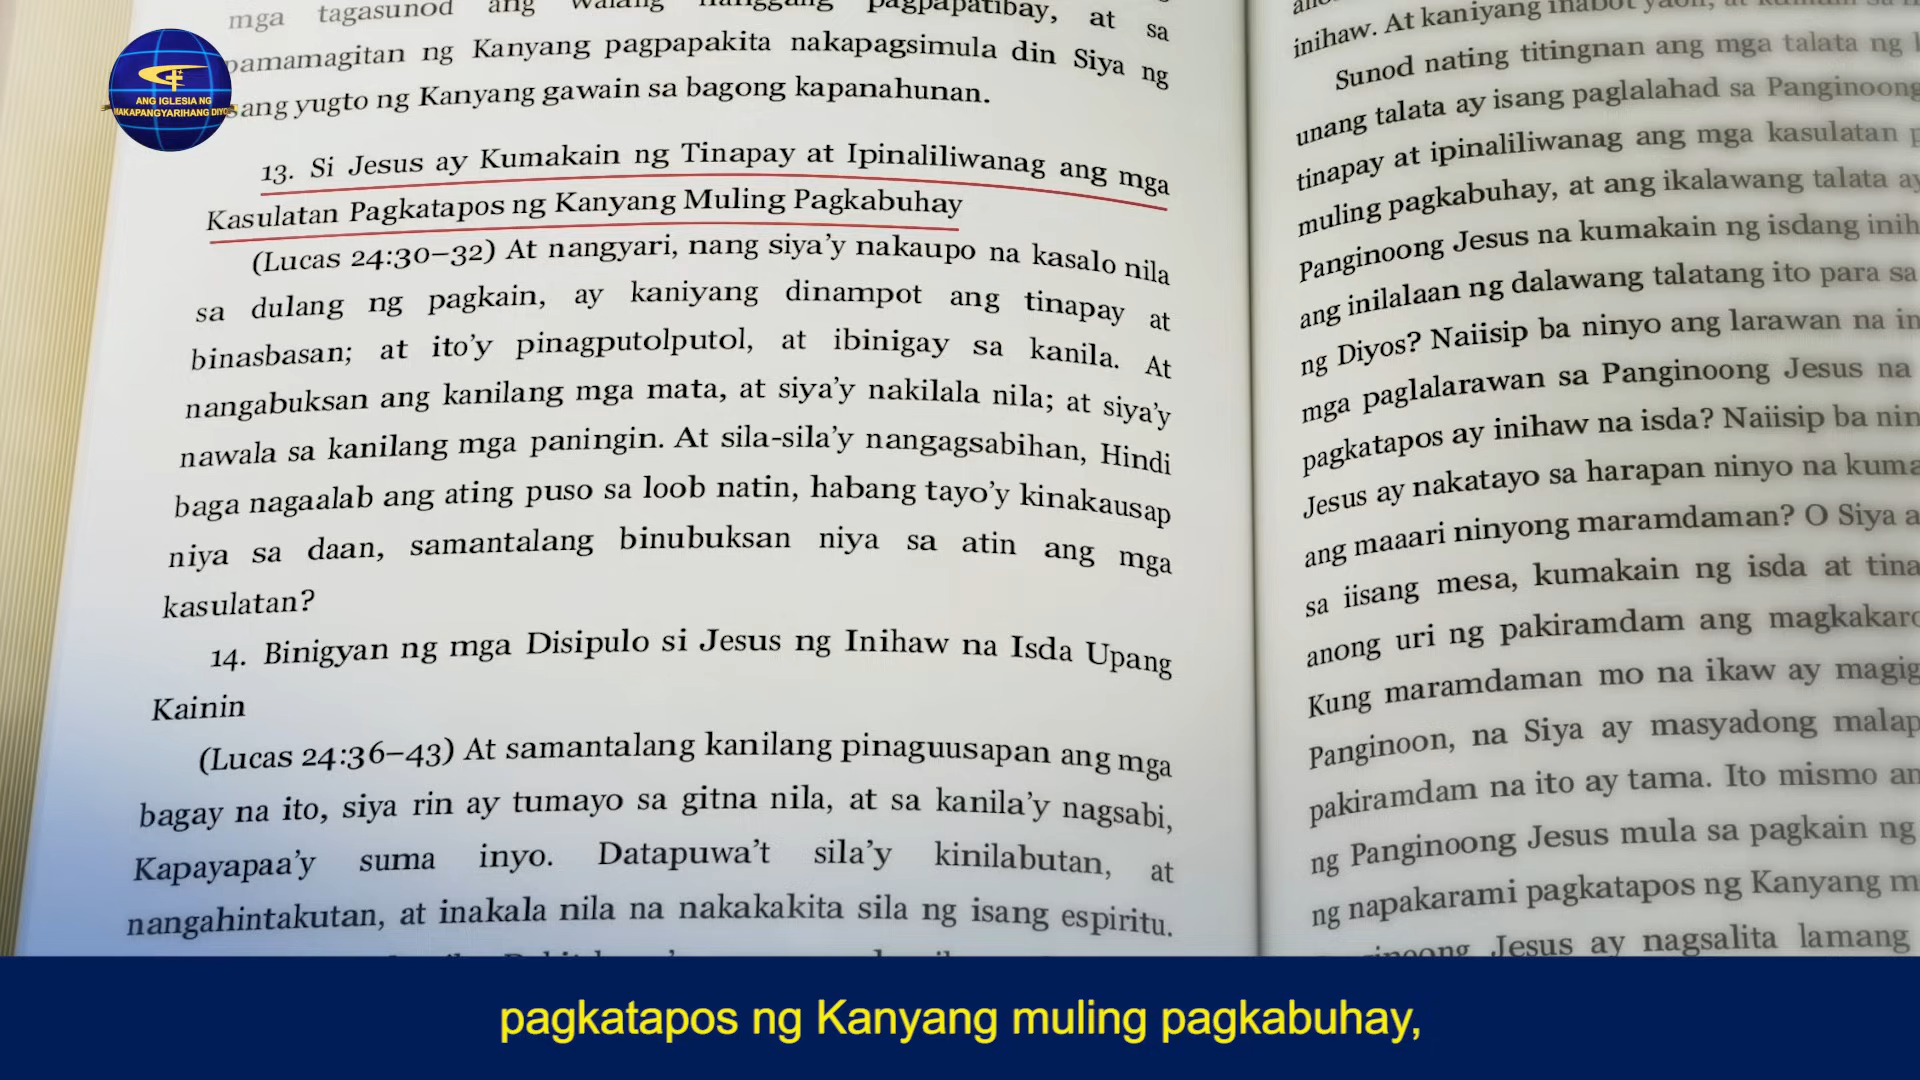 mga tagasunod ang walang hanggang pagpapatibay, at sa
pamamagitan ng Kanyang pagpapakita nakapagsimula din Siya ng
sang yugto ng Kanyang gawain sa bagong kapanahunan.
ANG IGLESIA NG
MAKAPANGYARIHANG DIYOS
13. Si Jesus ay Kumakain ng Tinapay at Ipinaliliwanag ang mga
Kasulatan Pagkatapos ng Kanyang Muling Pagkabuhay
(Lucas 24:30–32) At nangyari, nang siya’y nakaupo na kasalo nila
sa dulang ng pagkain, ay kaniyang dinampot ang tinapay at
binasbasan; at ito’y pinagputolputol, at ibinigay sa kanila. At
nangabuksan ang kanilang mga mata, at siya’y nakilala nila; at siya’y
nawala sa kanilang mga paningin. At sila-sila’y nangagsabihan, Hindi
baga nagaalab ang ating puso sa loob natin, habang tayo’y kinakausap
niya sa daan, samantalang binubuksan niya sa atin ang mga
kasulatan?
14. Binigyan ng mga Disipulo si Jesus ng Inihaw na Isda Upang
Kainin
(Lucas 24:36–43) At samantalang kanilang pinaguusapan ang mga
bagay na ito, siya rin ay tumayo sa gitna nila, at sa kanila’y nagsabi,
Kapayapaa’y suma inyo. Datapuwa’t sila’y kinilabutan, at
nangahintakutan, at inakala nila na nakakakita sila ng isang espiritu.
inihaw. At kaniyang inabot yaon, at
Sunod nating titingnan ang mga talata ng
unang talata ay isang paglalahad sa Panginoong
tinapay at ipinaliliwanag ang mga kasulatan
muling pagkabuhay, at ang ikalawang talata ay
Panginoong Jesus na kumakain ng isdang
ang inilalaan ng dalawang talatang ito para sa
ng Diyos? Naiisip ba ninyo ang larawan na
mga paglalarawan sa Panginoong Jesus na
pagkatapos ay inihaw na isda? Naiisip ba
Jesus ay nakatayo sa harapan ninyo na
ang maaari ninyong maramdaman? O Siya
sa iisang mesa, kumakain ng isda at
anong uri ng pakiramdam ang
Kung maramdaman mo na ikaw ay
Panginoon, na Siya ay masyadong
pakiramdam na ito ay tama. Ito mismo
ng Panginoong Jesus mula sa pagkain ng
ng napakarami pagkatapos ng Kanyang
Jesus ay nagsalita lamang
pagkatapos ng Kanyang muling pagkabuhay,